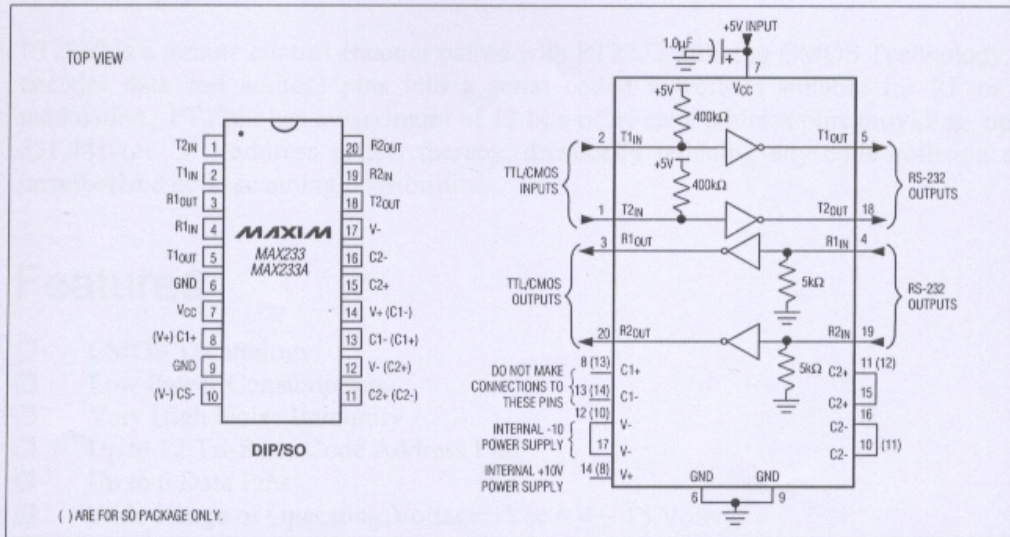 TOP VIEW
T2IN 1
T1IN 2
R1OUT 3
R1IN 4
T1OUT 5
GND 6
VCC 7
(V+) C1+ 8
GND 9
(V-) CS- 10
20 R2OUT
19 R2IN
18 T2OUT
17 V-
16 C2-
15 C2+
14 V+ (C1-)
13 C1- (C1+)
12 V- (C2+)
11 C2+ (C2-)
MAXIM
MAX233
MAX233A
DIP/SO
( ) ARE FOR SO PACKAGE ONLY.
+5V INPUT
1.0µF
+
7
VCC
+5V
400kΩ
2 T1IN
T1OUT 5
+5V
400kΩ
TTL/CMOS
INPUTS
RS-232
OUTPUTS
1 T2IN
T2OUT 18
3 R1OUT
R1IN 4
5kΩ
TTL/CMOS
OUTPUTS
RS-232
OUTPUTS
20 R2OUT
R2IN 19
5kΩ
DO NOT MAKE
CONNECTIONS TO
THESE PINS
8 (13)
C1+
13 (14)
C1-
INTERNAL -10
POWER SUPPLY
12 (10)
V-
17
V-
INTERNAL +10V
POWER SUPPLY
14 (8)
V+
11 (12)
C2+
15
C2+
16
C2-
10 (11)
C2-
GND
6
GND
9
Features